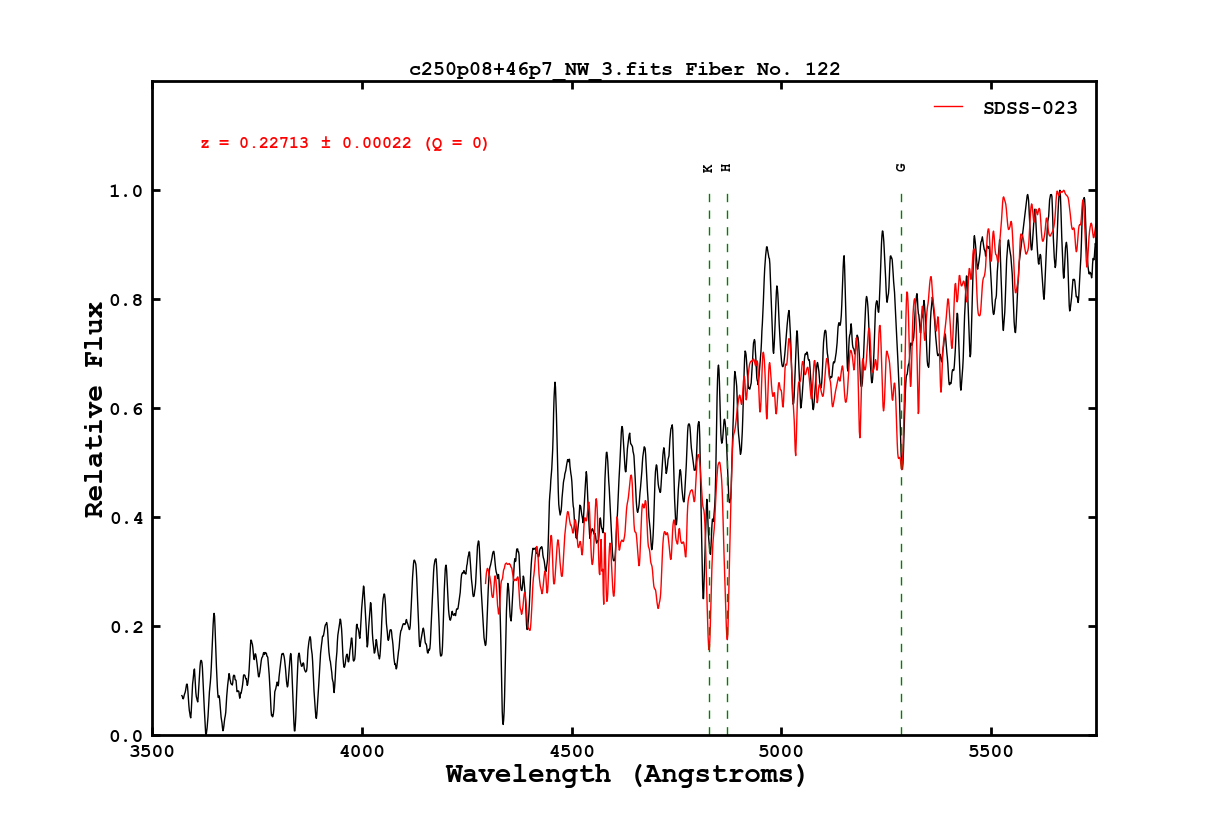 c250p08+46p7_NW_3.fits Fiber No. 122
SDSS-023
z = 0.22713 ± 0.00022 (Q = 0)
K H G
1.0
0.8
0.6
0.4
0.2
0.0
Relative Flux
3500 4000 4500 5000 5500
Wavelength (Angstroms)